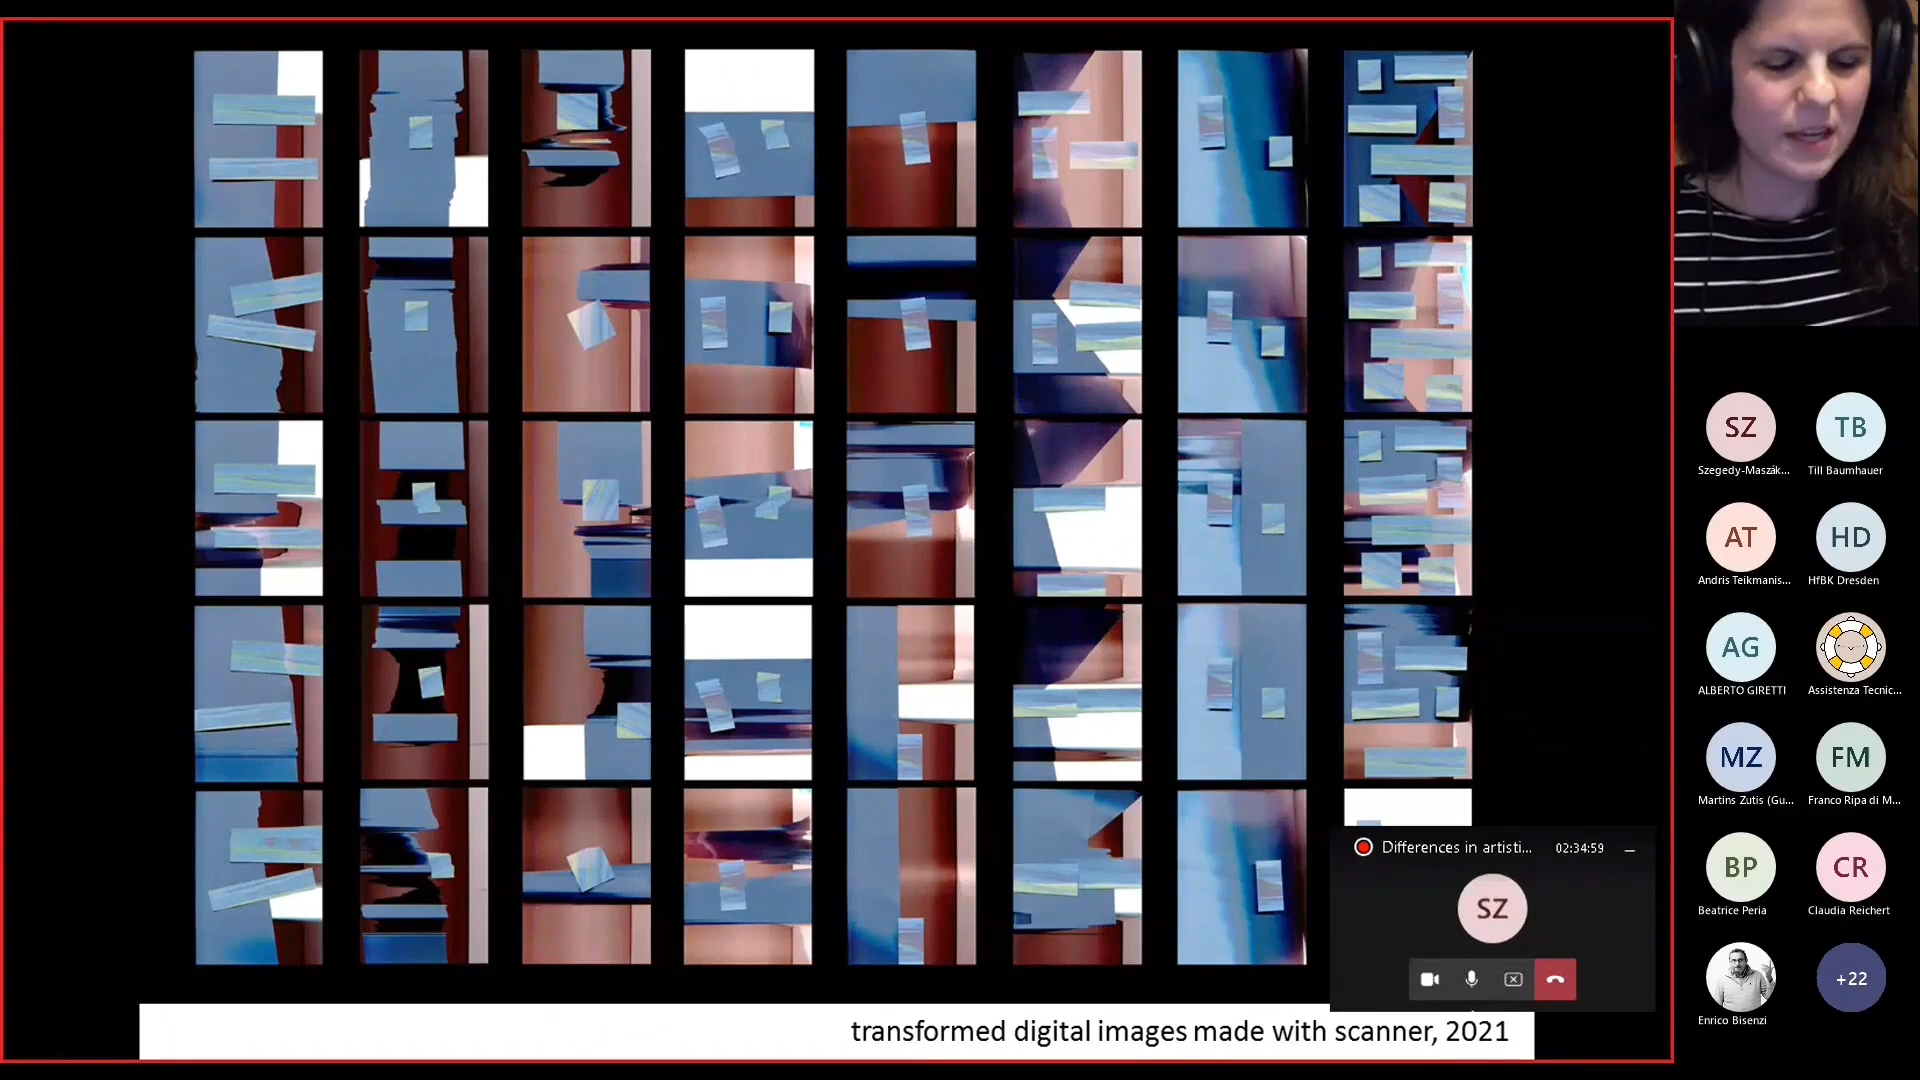 SZ
TB
Szegedy-Maszák...
Till Baumhauer
AT
HD
Andris Teikmanis...
HfBK Dresden
AG
ALBERTO GIRETTI
Assistenza Tecnic...
MZ
FM
Martins Zutis (Gu...
Franco Ripa di M...
BP
CR
Beatrice Peria
Claudia Reichert
+22
Enrico Bisenzi
Differences in artisti...
02:34:59
SZ
transformed digital images made with scanner, 2021